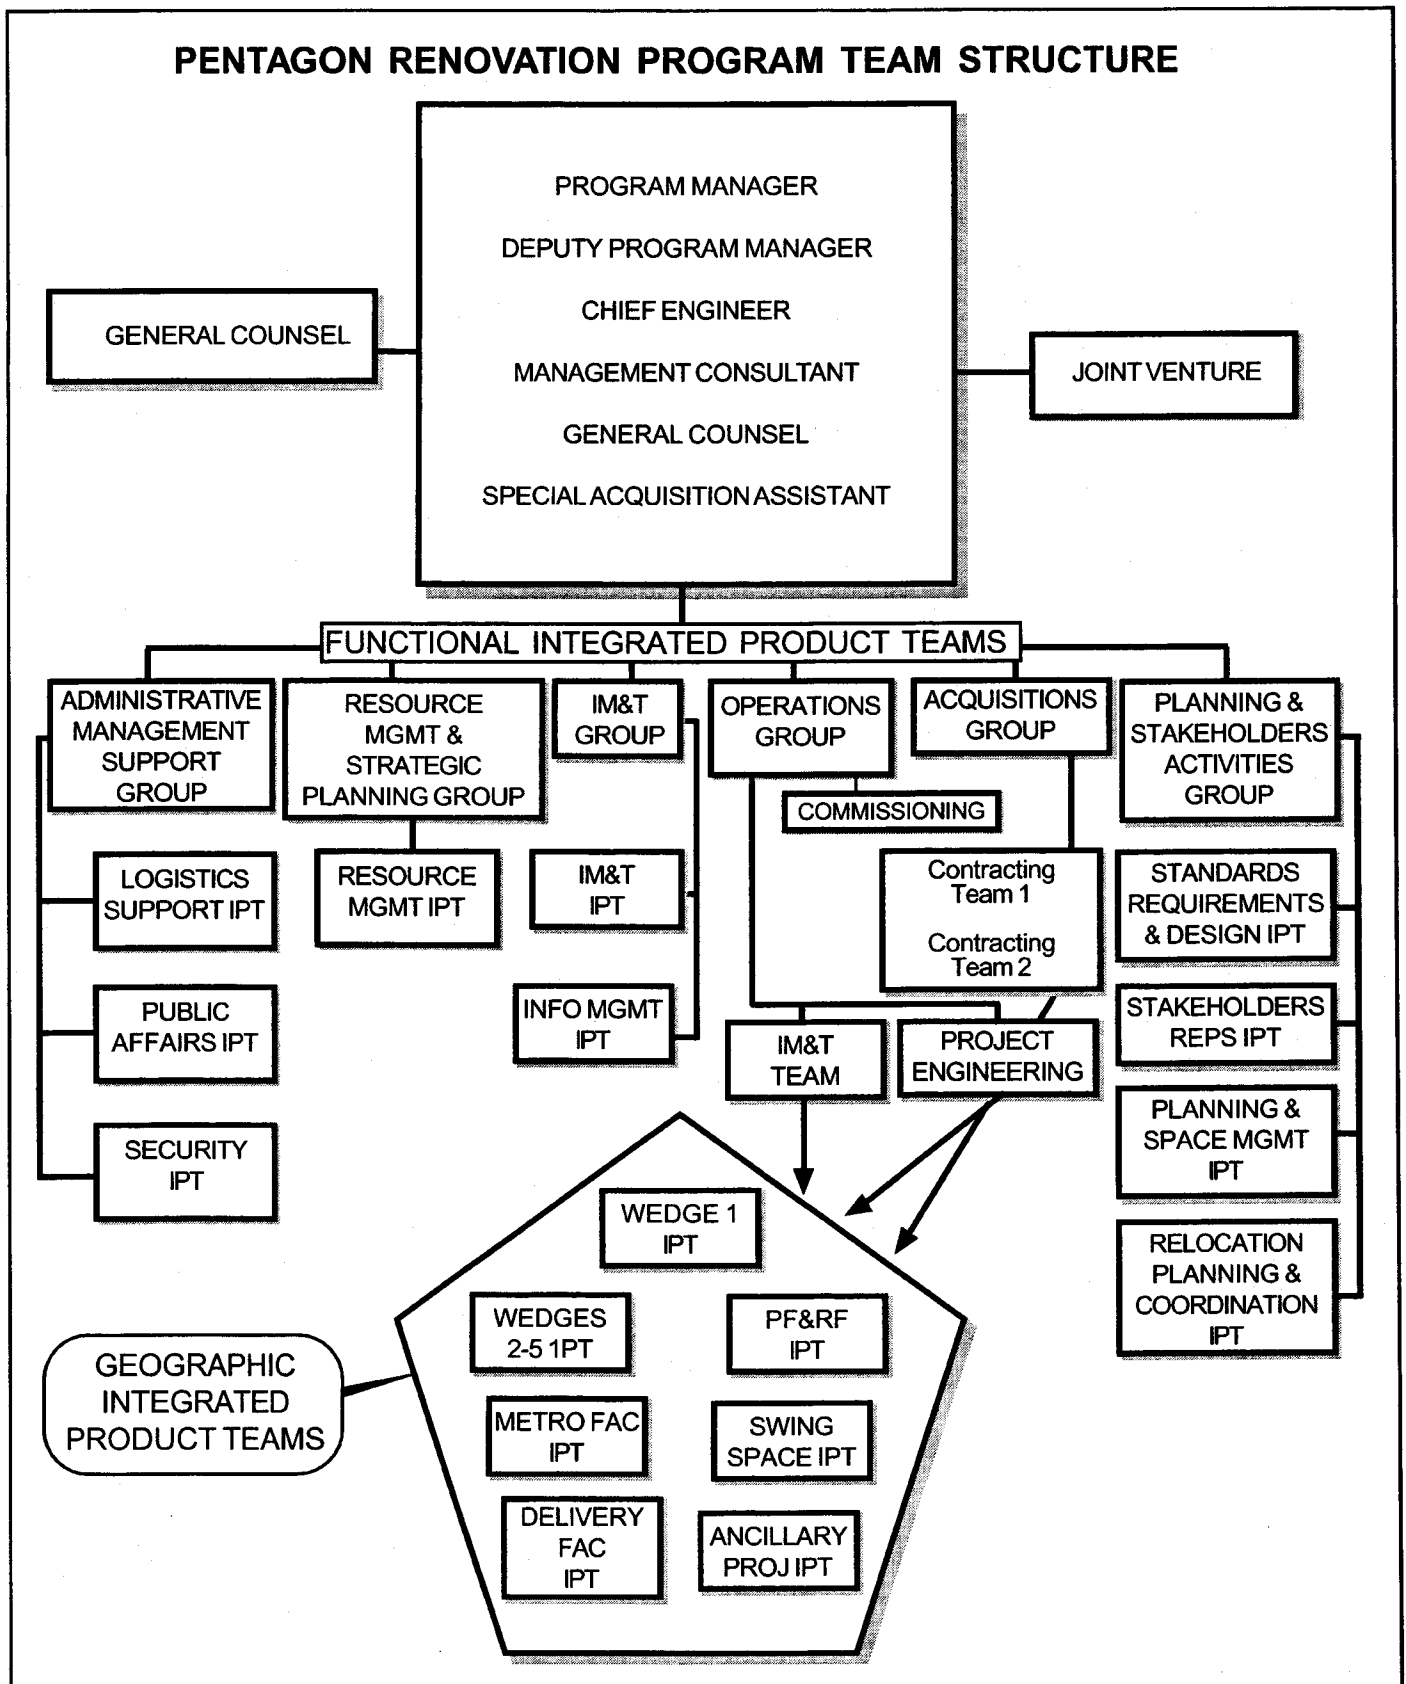 PENTAGON RENOVATION PROGRAM TEAM STRUCTURE
PROGRAM MANAGER
DEPUTY PROGRAM MANAGER
CHIEF ENGINEER
MANAGEMENT CONSULTANT
GENERAL COUNSEL
SPECIAL ACQUISITION ASSISTANT
GENERAL COUNSEL
JOINT VENTURE
FUNCTIONAL INTEGRATED PRODUCT TEAMS
ADMINISTRATIVE
MANAGEMENT
SUPPORT
GROUP
LOGISTICS
SUPPORT IPT
PUBLIC
AFFAIRS IPT
SECURITY
IPT
RESOURCE
MGMT &
STRATEGIC
PLANNING GROUP
RESOURCE
MGMT IPT
IM&T
GROUP
IM&T
IPT
INFO MGMT
IPT
OPERATIONS
GROUP
COMMISSIONING
IM&T
TEAM
PROJECT
ENGINEERING
ACQUISITIONS
GROUP
Contracting
Team 1
Contracting
Team 2
PLANNING &
STAKEHOLDERS
ACTIVITIES
GROUP
STANDARDS
REQUIREMENTS
& DESIGN IPT
STAKEHOLDERS
REPS IPT
PLANNING &
SPACE MGMT
IPT
RELOCATION
PLANNING &
COORDINATION
IPT
GEOGRAPHIC
INTEGRATED
PRODUCT TEAMS
WEDGE 1
IPT
WEDGES
2-5 1PT
PF&RF
IPT
METRO FAC
IPT
SWING
SPACE IPT
DELIVERY
FAC
IPT
ANCILLARY
PROJ IPT